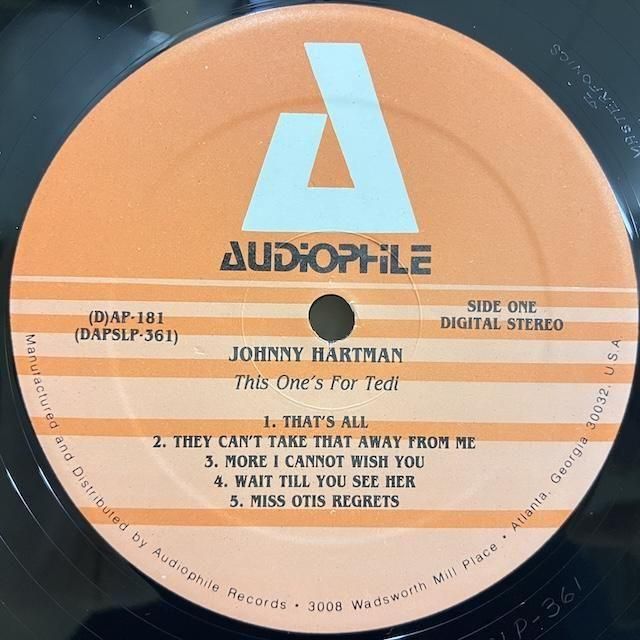 AUDiOPHiLE
(D)AP-181
(DAPSLP-361)
SIDE ONE
DIGITAL STEREO
JOHNNY HARTMAN
This One's For Tedi
1. THAT'S ALL
2. THEY CAN'T TAKE THAT AWAY FROM ME
3. MORE I CANNOT WISH YOU
4. WAIT TILL YOU SEE HER
5. MISS OTIS REGRETS
Manufactured and Distributed by Audiophile Records • 3008 Wadsworth Mill Place • Atlanta, Georgia 30032, U.S.A.
LP-361